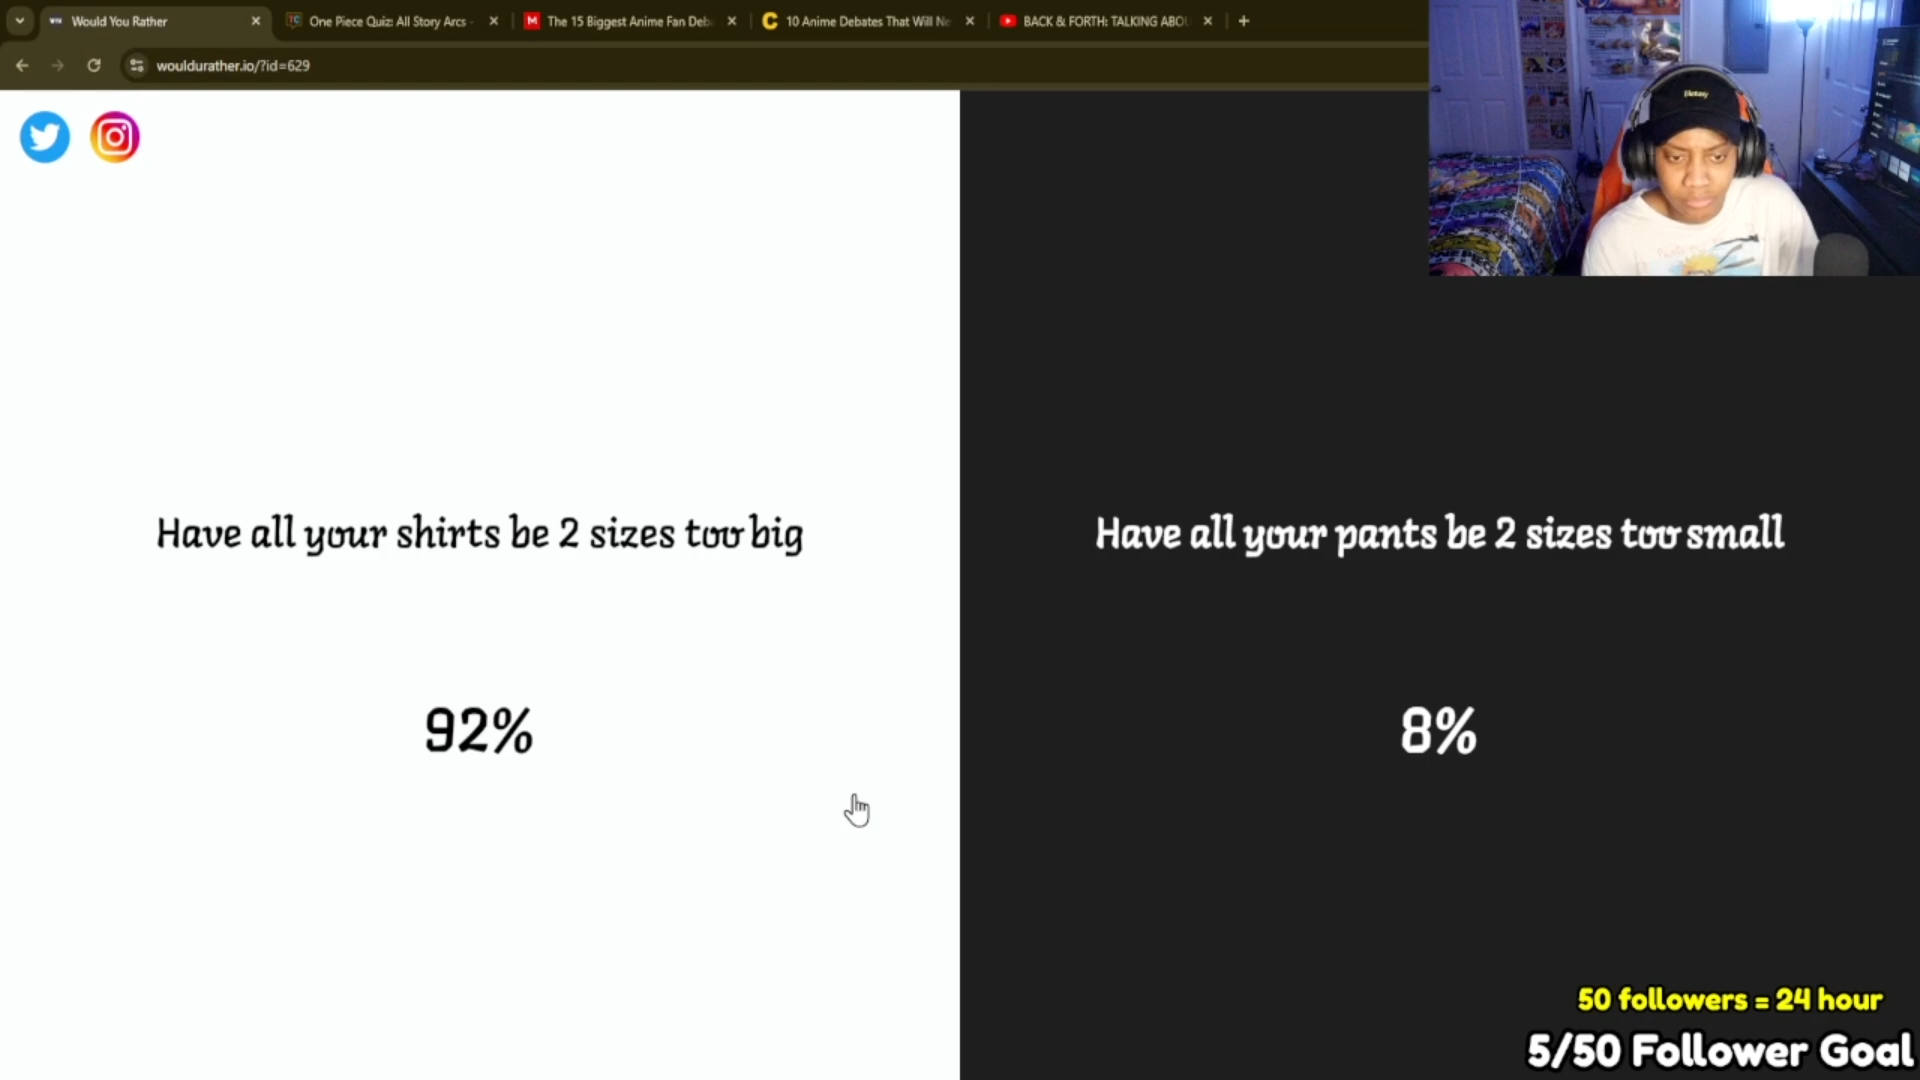 Would You Rather
One Piece Quiz: All Story Arcs -
The 15 Biggest Anime Fan Deb
10 Anime Debates That Will Ne
BACK & FORTH: TALKING ABO
wouldurather.io/?id=629
Have all your shirts be 2 sizes too big
92%
Have all your pants be 2 sizes too small
8%
50 followers = 24 hour
5/50 Follower Goal